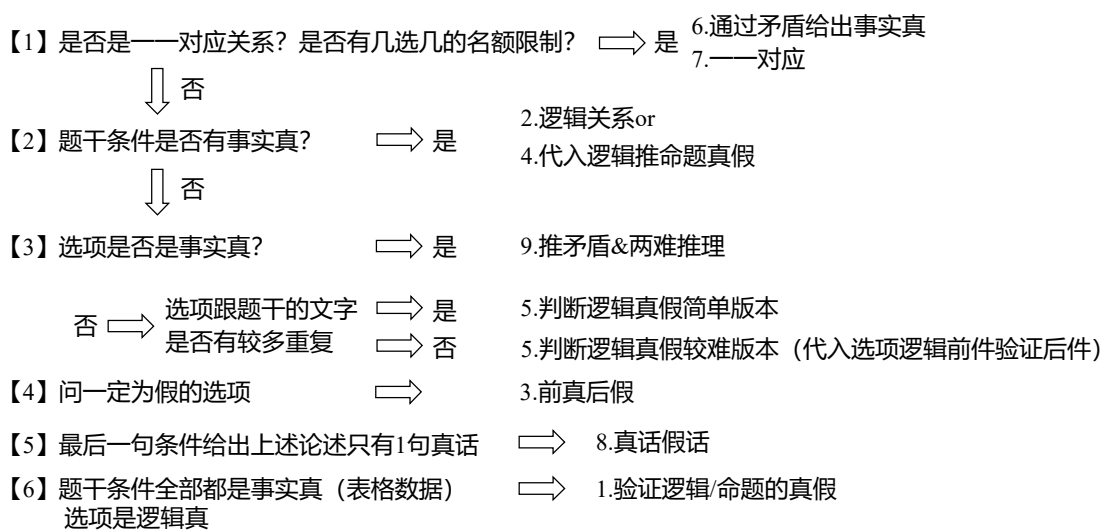 【1】是否是一一对应关系？是否有几选几的名额限制？ 是 6.通过矛盾给出事实真
7.一一对应
否
【2】题干条件是否有事实真？ 是 2.逻辑关系or
4.代入逻辑推命题真假
否
【3】选项是否是事实真？ 是 9.推矛盾&两难推理
否 选项跟题干的文字 是 5.判断逻辑真假简单版本
是否有较多重复 否 5.判断逻辑真假较难版本（代入选项逻辑前件验证后件）
【4】问一定为假的选项 3.前真后假
【5】最后一句条件给出上述论述只有1句真话 8.真话假话
【6】题干条件全部都是事实真（表格数据） 1.验证逻辑/命题的真假
选项是逻辑真